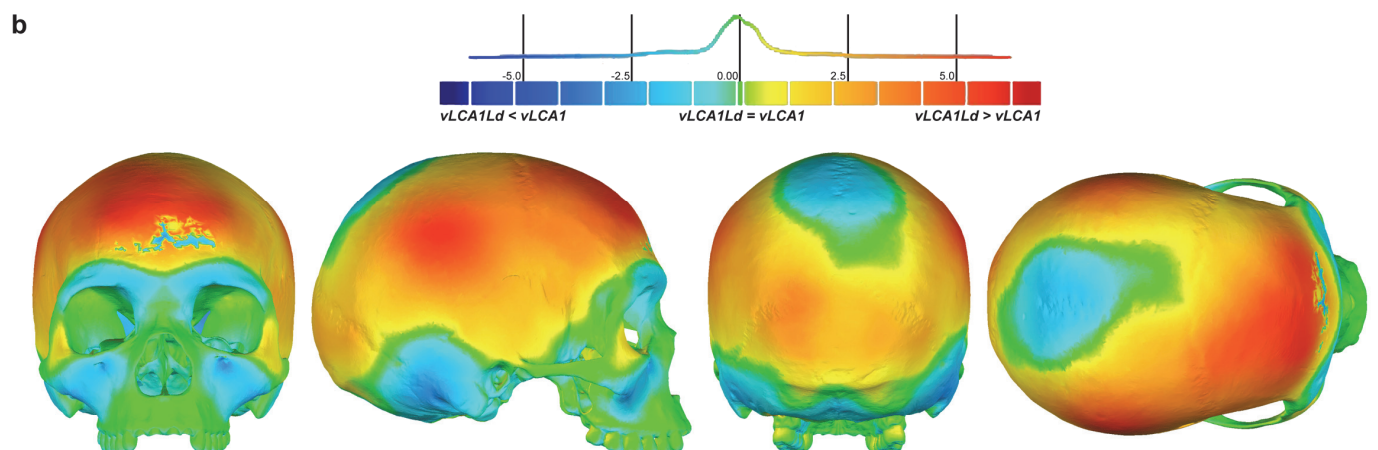 b
-5.0 -2.5 0.00 2.5 5.0
vLCA1Ld < vLCA1 vLCA1Ld = vLCA1 vLCA1Ld > vLCA1